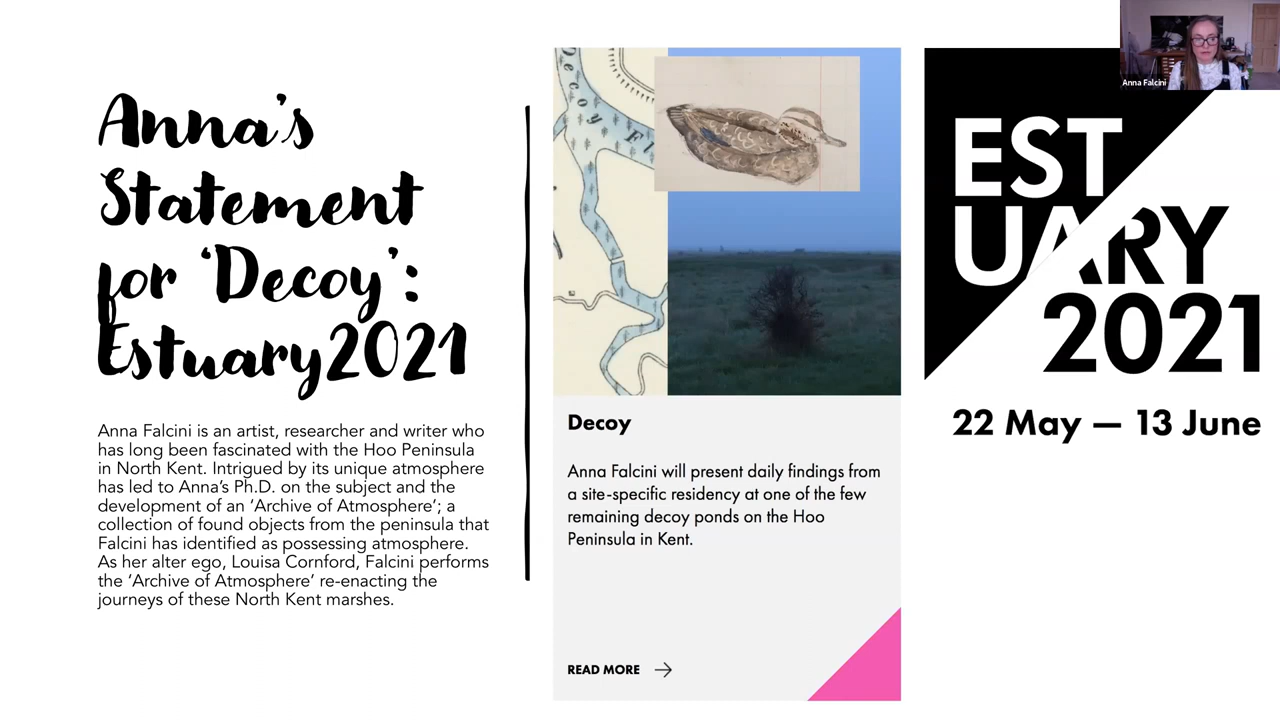 Anna's
Statement
for 'Decoy':
Estuary2021
Anna Falcini is an artist, researcher and writer who
has long been fascinated with the Hoo Peninsula
in North Kent. Intrigued by its unique atmosphere
has led to Anna's Ph.D. on the subject and the
development of an 'Archive of Atmosphere'; a
collection of found objects from the peninsula that
Falcini has identified as possessing atmosphere.
As her alter ego, Louisa Cornford, Falcini performs
the 'Archive of Atmosphere' re-enacting the
journeys of these North Kent marshes.
Decoy Fl
Decoy
Anna Falcini will present daily findings from
a site-specific residency at one of the few
remaining decoy ponds on the Hoo
Peninsula in Kent.
READ MORE →
Anna Falcini
EST
UARY
2021
22 May — 13 June